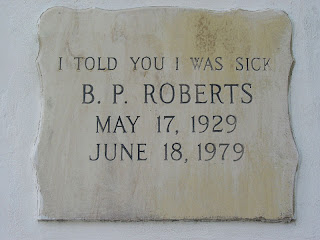 I TOLD YOU I WAS SICK
B. P. ROBERTS
MAY 17, 1929
JUNE 18, 1979